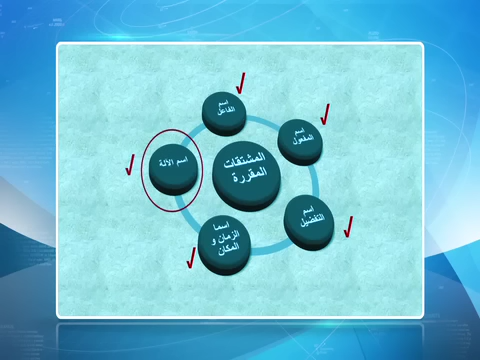 المشتقات
المقررة
اسم
الفاعل
اسم
المفعول
اسم
التفضيل
اسما
الزمان و
المكان
اسم الآلة